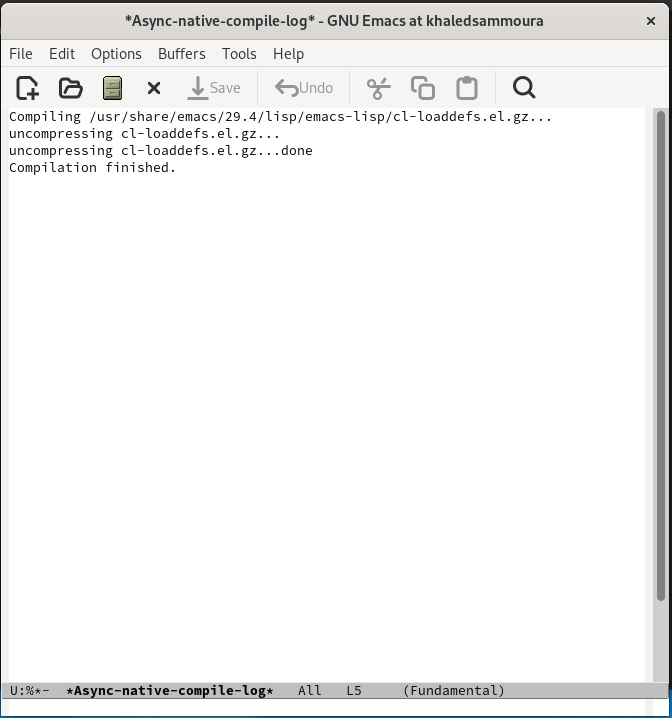 *Async-native-compile-log* - GNU Emacs at khaledsammoura
File Edit Options Buffers Tools Help
Save Undo
Compiling /usr/share/emacs/29.4/lisp/emacs-lisp/cl-loaddefs.el.gz...
uncompressing cl-loaddefs.el.gz...
uncompressing cl-loaddefs.el.gz...done
Compilation finished.
U:%*- *Async-native-compile-log* All L5 (Fundamental)